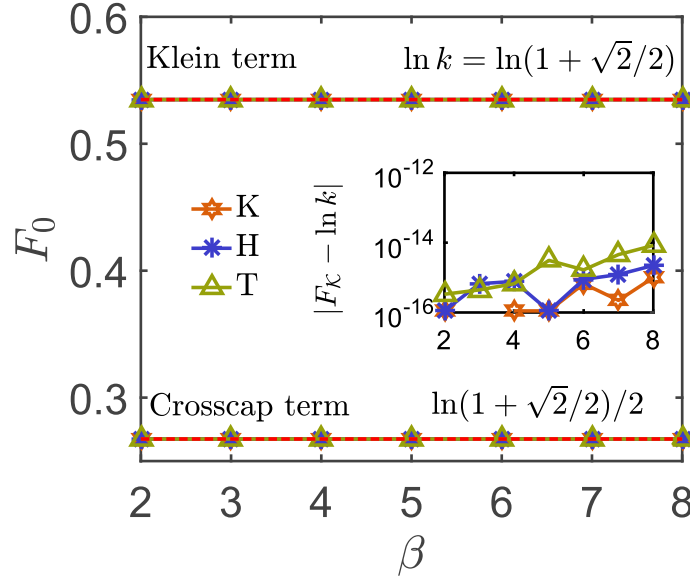 0.6
Klein term
ln k = ln(1 + √2/2)
0.5
F₀
K
H
T
0.4
|F_𝒦 − ln k|
10⁻¹²
10⁻¹⁴
10⁻¹⁶
2 4 6 8
0.3
Crosscap term
ln(1 + √2/2)/2
2 3 4 5 6 7 8
β